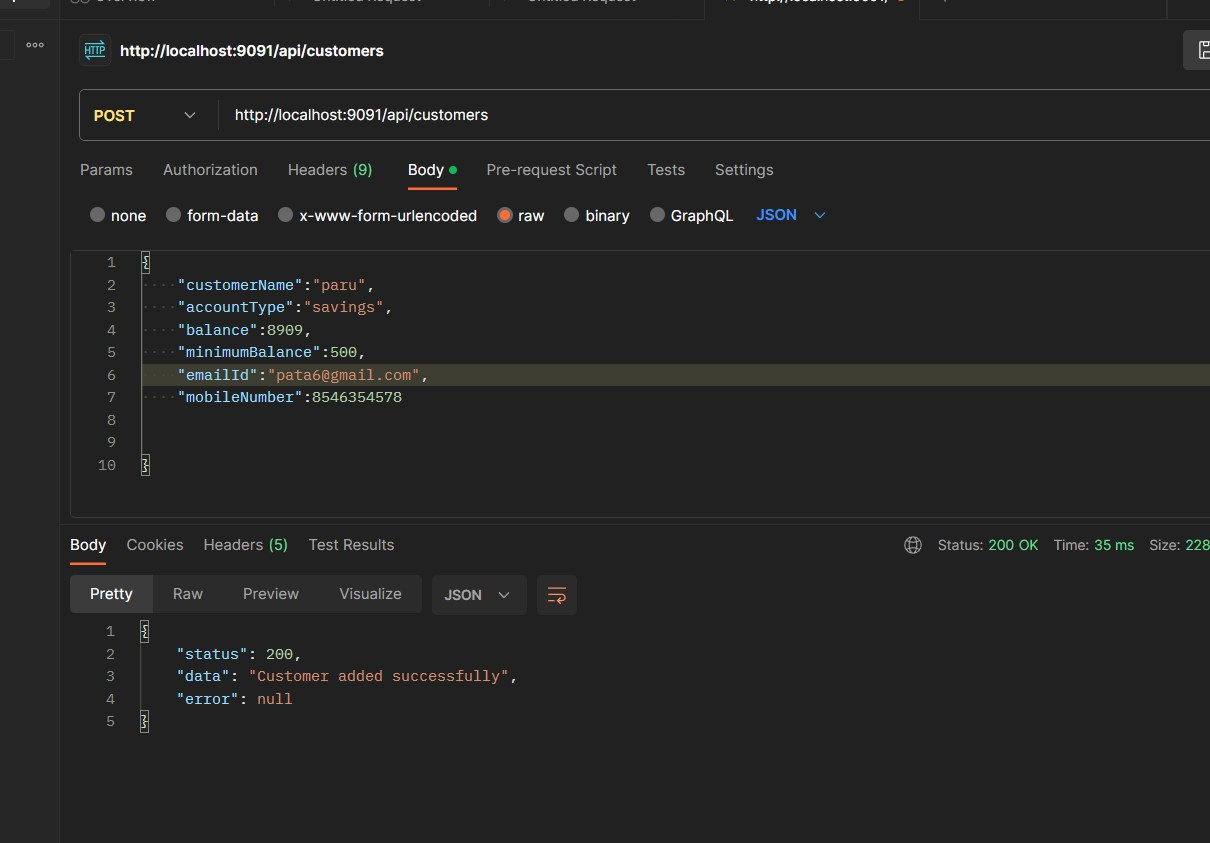 HTTP http://localhost:9091/api/customers
POST http://localhost:9091/api/customers
Params Authorization Headers (9) Body Pre-request Script Tests Settings
none form-data x-www-form-urlencoded raw binary GraphQL JSON
1 {
2 "customerName":"paru",
3 "accountType":"savings",
4 "balance":8909,
5 "minimumBalance":500,
6 "emailId":"pata6@gmail.com",
7 "mobileNumber":8546354578
8
9
10 }
Body Cookies Headers (5) Test Results Status: 200 OK Time: 35 ms Size: 228
Pretty Raw Preview Visualize JSON
1 {
2 "status": 200,
3 "data": "Customer added successfully",
4 "error": null
5 }